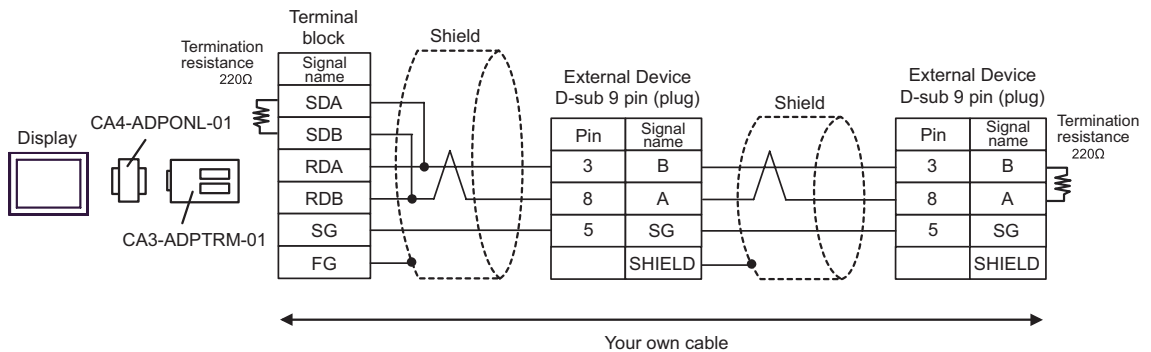 Display
CA4-ADPONL-01
CA3-ADPTRM-01
Termination
resistance
220Ω
Terminal
block
Signal
name
SDA
SDB
RDA
RDB
SG
FG
Shield
External Device
D-sub 9 pin (plug)
Pin Signal
name
3 B
8 A
5 SG
SHIELD
Shield
External Device
D-sub 9 pin (plug)
Pin Signal
name
3 B
8 A
5 SG
SHIELD
Termination
resistance
220Ω
Your own cable